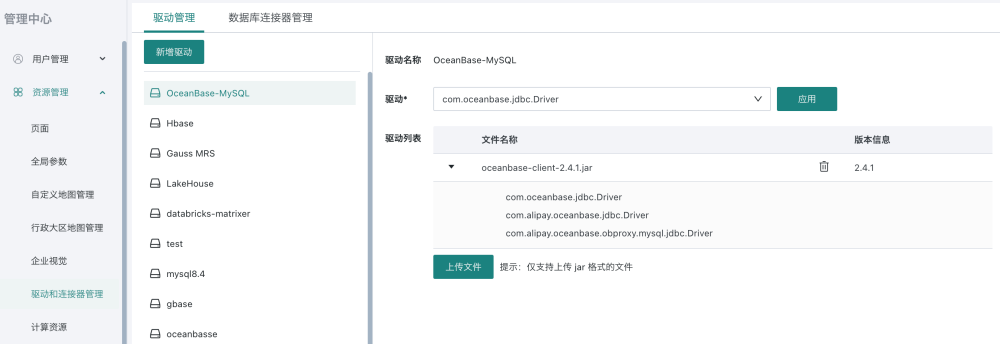 管理中心
用户管理
资源管理
页面
全局参数
自定义地图管理
行政大区地图管理
企业视觉
驱动和连接器管理
计算资源
驱动管理 数据库连接器管理
新增驱动
OceanBase-MySQL
Hbase
Gauss MRS
LakeHouse
databricks-matrixer
test
mysql8.4
gbase
oceanbasse
驱动名称 OceanBase-MySQL
驱动* com.oceanbase.jdbc.Driver 应用
驱动列表 文件名称 版本信息
oceanbase-client-2.4.1.jar 2.4.1
com.oceanbase.jdbc.Driver
com.alipay.oceanbase.jdbc.Driver
com.alipay.oceanbase.obproxy.mysql.jdbc.Driver
上传文件 提示：仅支持上传 jar 格式的文件